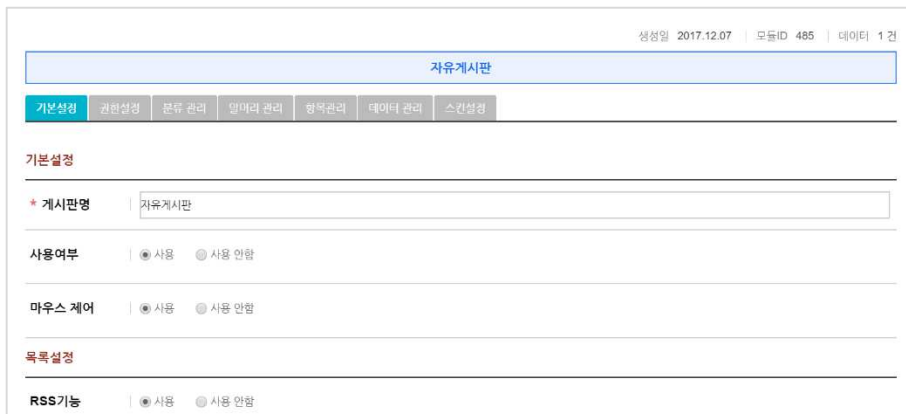 생성일 2017.12.07 모듈ID 485 데이터 1 건
자유게시판
기본설정 권한설정 분류 관리 말머리 관리 항목관리 데이터 관리 스킨설정
기본설정
* 게시판명 자유게시판
사용여부 사용 사용 안함
마우스 제어 사용 사용 안함
목록설정
RSS기능 사용 사용 안함